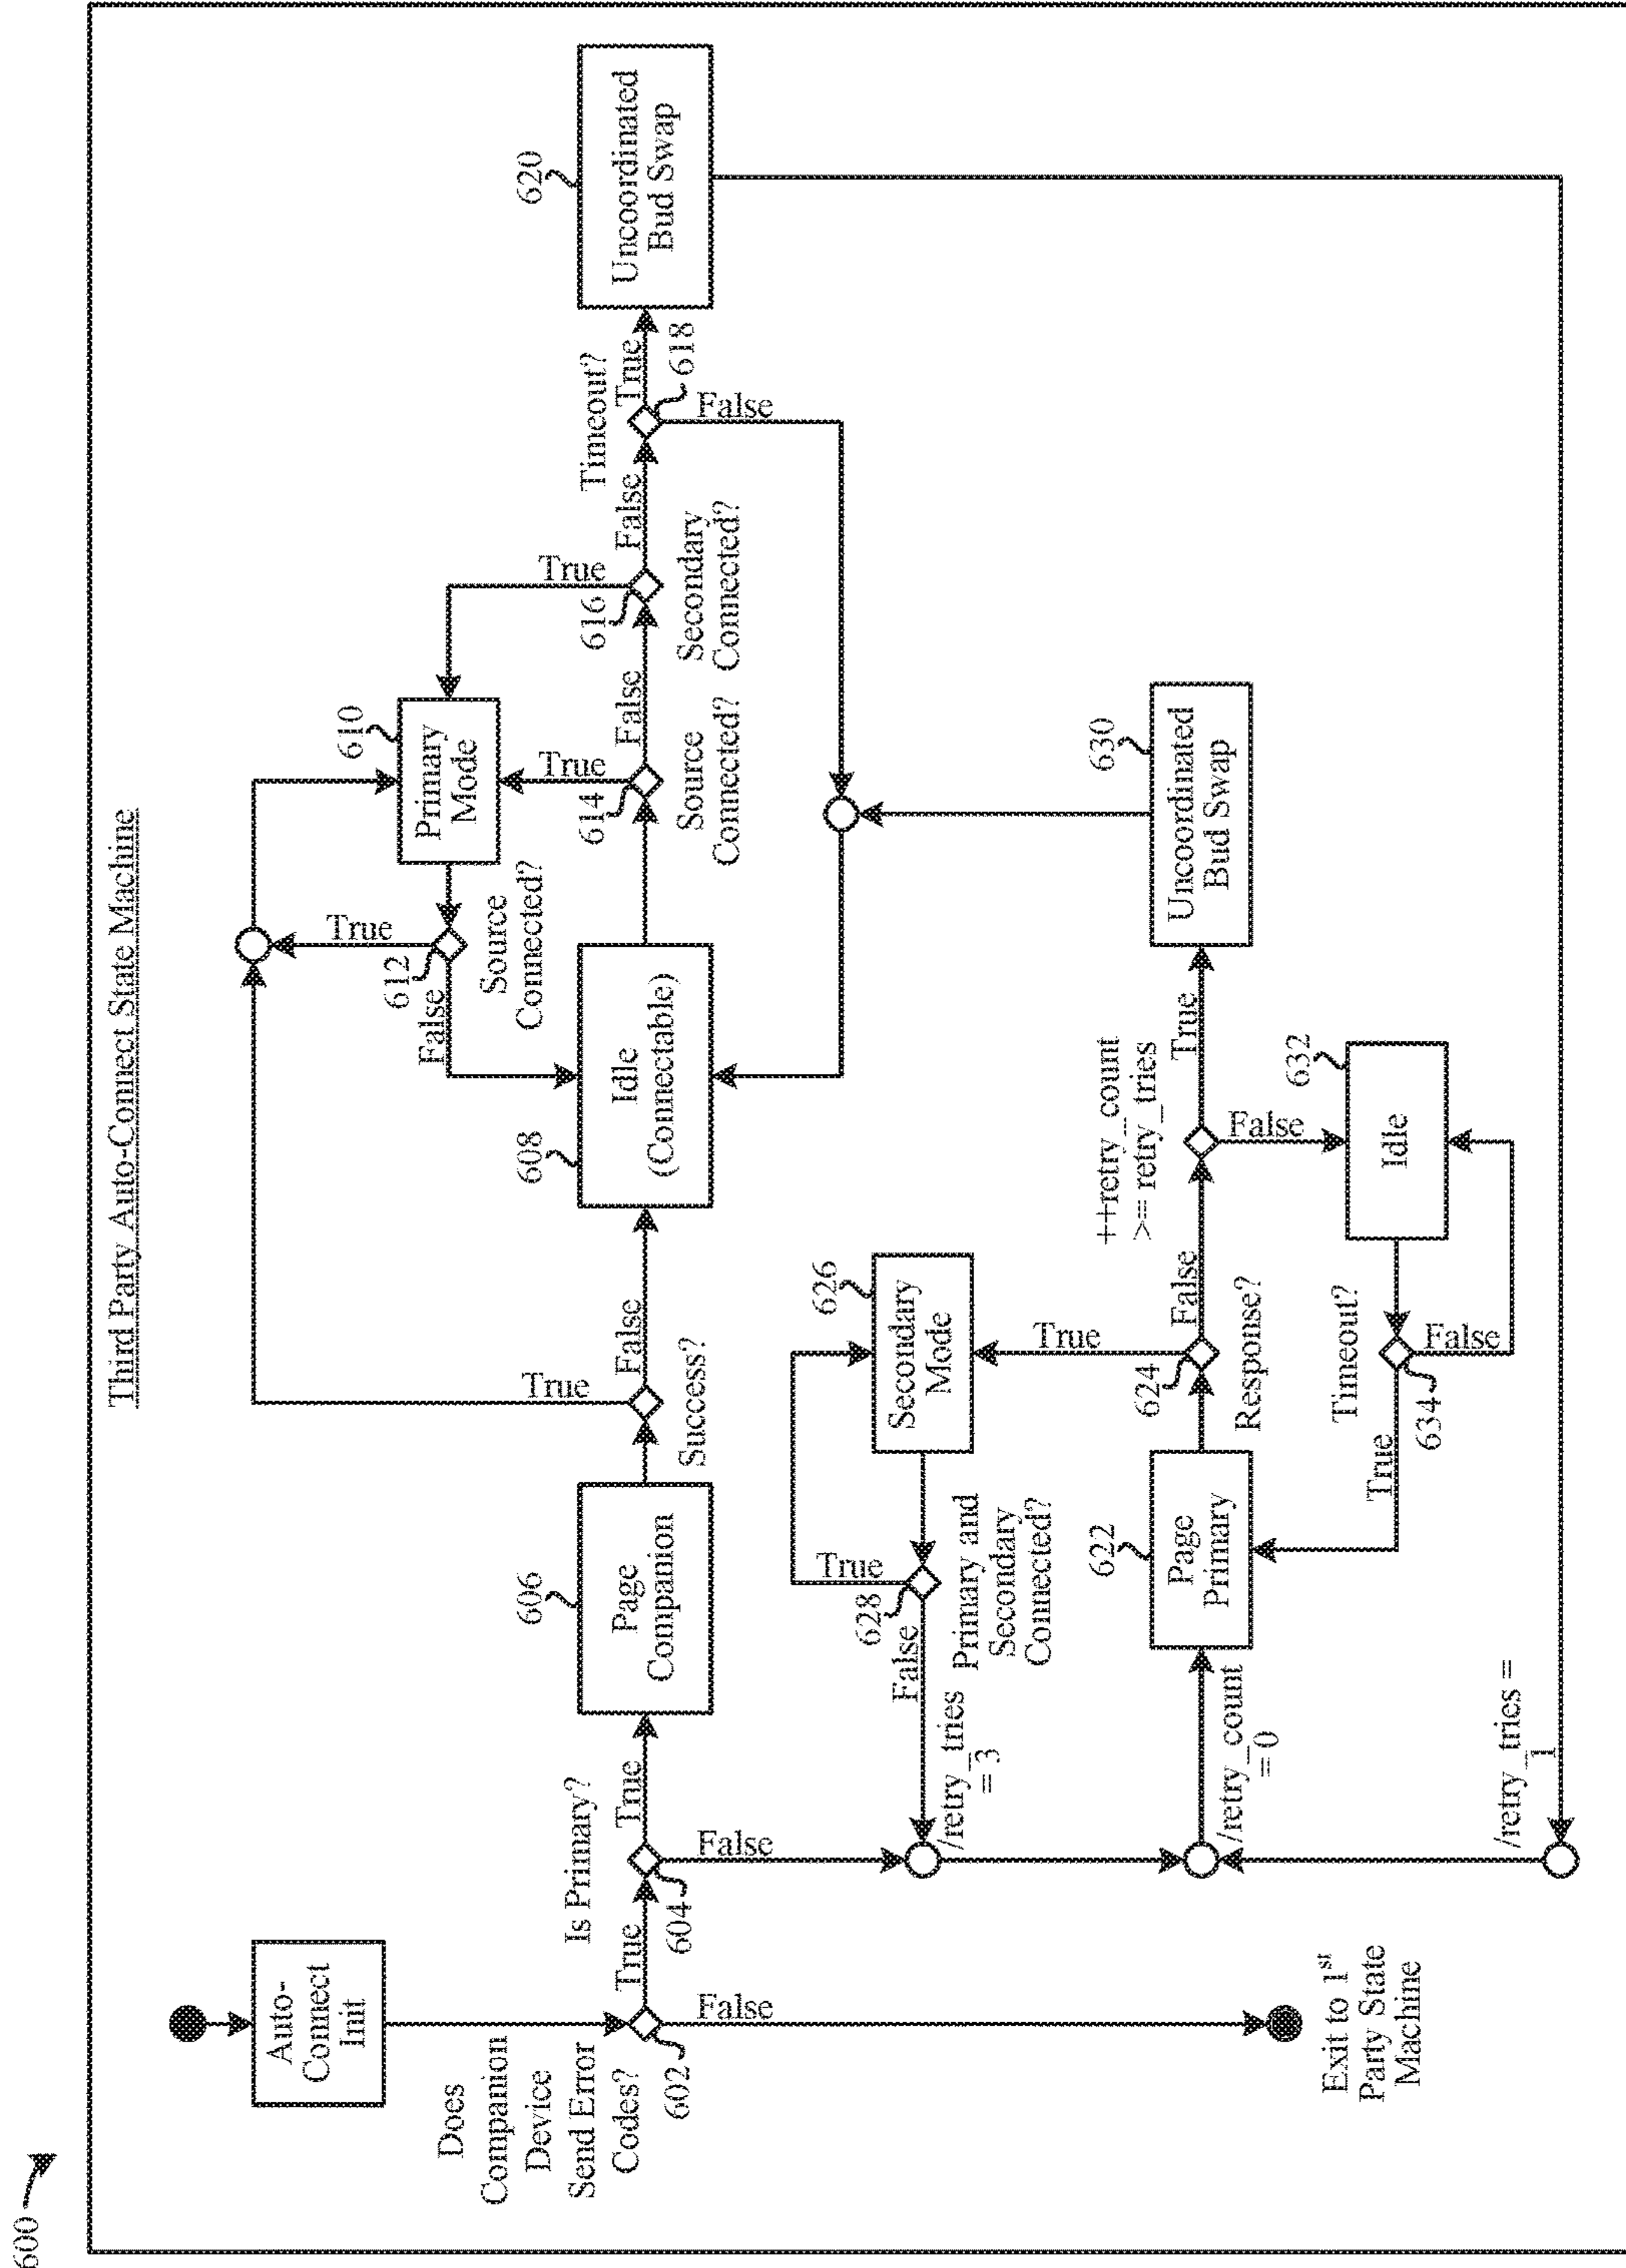 600
Third Party Auto-Connect State Machine
Auto-
Connect
Init
Does
Companion
Device
Send Error
Codes?
602
True
False
Exit to 1st
Party State
Machine
Is Primary?
604
True
False
606
Page
Companion
Success?
True
False
608
Idle
(Connectable)
610
Primary
Mode
612
True
False
Source
Connected?
614
True
False
Source
Connected?
616
True
False
Secondary
Connected?
Timeout?
618
True
False
620
Uncoordinated
Bud Swap
/retry_tries
= 3
/retry_count
= 0
/retry_tries =
1
622
Page
Primary
624
Response?
True
False
626
Secondary
Mode
628
True
False
Primary and
Secondary
Connected?
++retry_count
>= retry_tries
True
False
630
Uncoordinated
Bud Swap
632
Idle
Timeout?
634
True
False